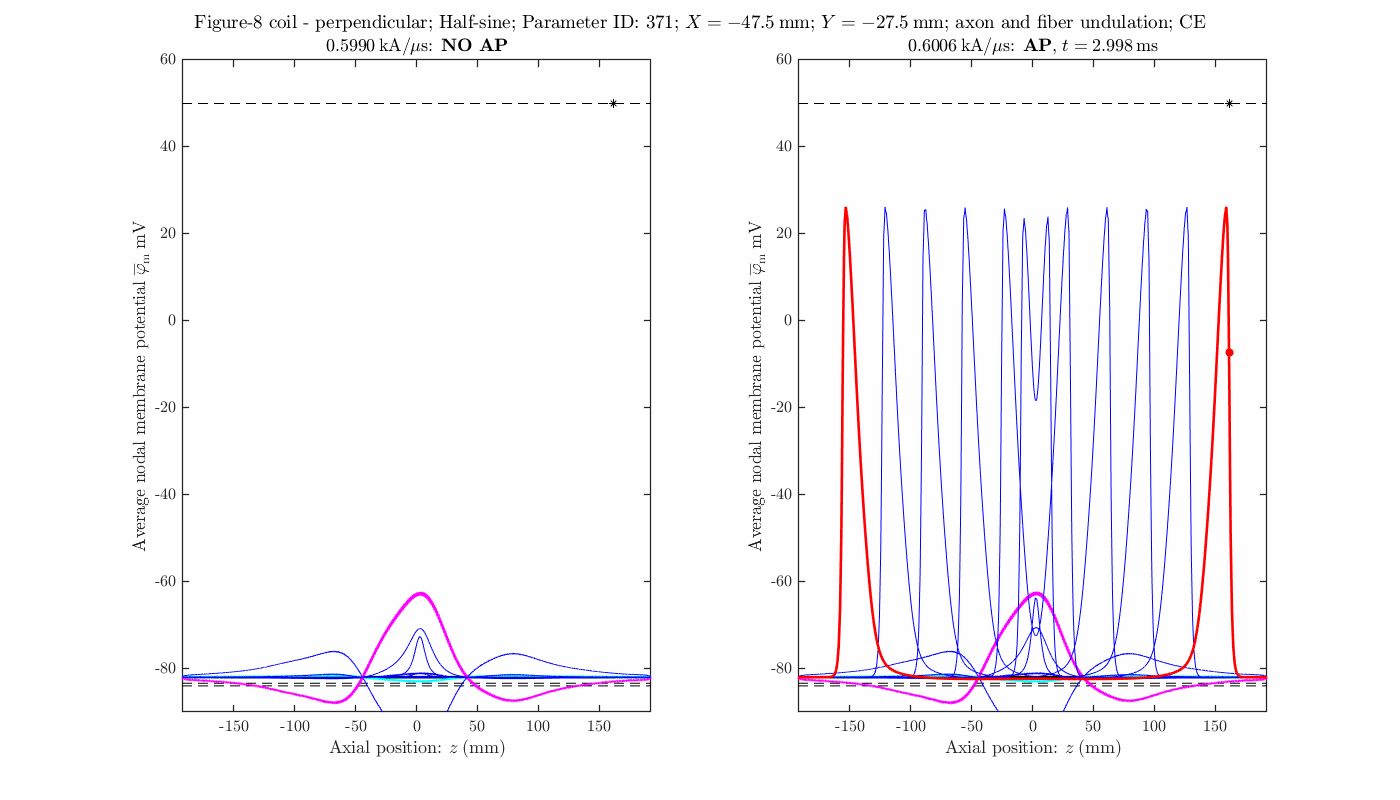 Figure-8 coil - perpendicular; Half-sine; Parameter ID: 371; X = −47.5 mm; Y = −27.5 mm; axon and fiber undulation; CE
0.5990 kA/μs: NO AP
60
40
20
0
-20
-40
-60
-80
Average nodal membrane potential φ̅m mV
-150 -100 -50 0 50 100 150
Axial position: z (mm)
0.6006 kA/μs: AP, t = 2.998 ms
60
40
20
0
-20
-40
-60
-80
Average nodal membrane potential φ̅m mV
-150 -100 -50 0 50 100 150
Axial position: z (mm)